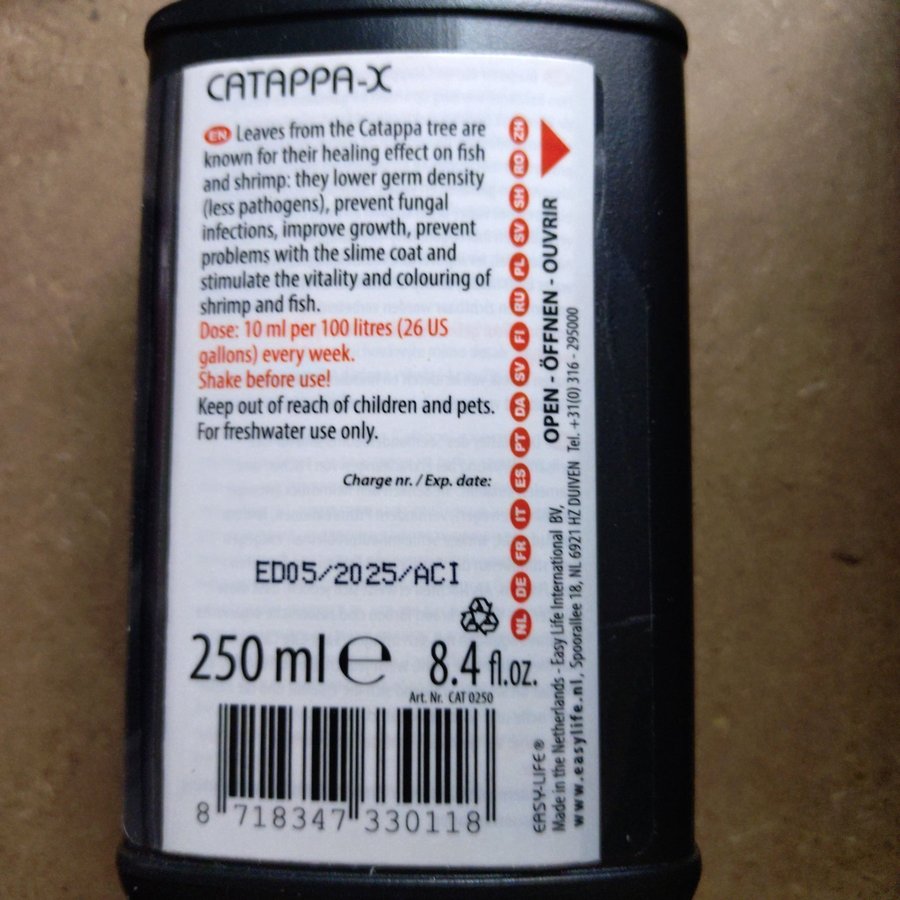 CATAPPA-X
EN Leaves from the Catappa tree are
known for their healing effect on fish
and shrimp: they lower germ density
(less pathogens), prevent fungal
infections, improve growth, prevent
problems with the slime coat and
stimulate the vitality and colouring of
shrimp and fish.
Dose: 10 ml per 100 litres (26 US
gallons) every week.
Shake before use!
Keep out of reach of children and pets.
For freshwater use only.
Charge nr. / Exp. date:
ED05/2025/ACI
250 ml e 8.4 fl.oz.
Art. Nr. CAT 0250
8 718347 330118
NL DE FR IT ES PT DA SV FI RU PL SV SH RO ZH
OPEN - ÖFFNEN - OUVRIR
EASY-LIFE®
Made in the Netherlands - Easy Life International BV,
www.easylife.nl, Spoorallee 18, NL 6921 HZ DUIVEN Tel. +31(0) 316 - 295000